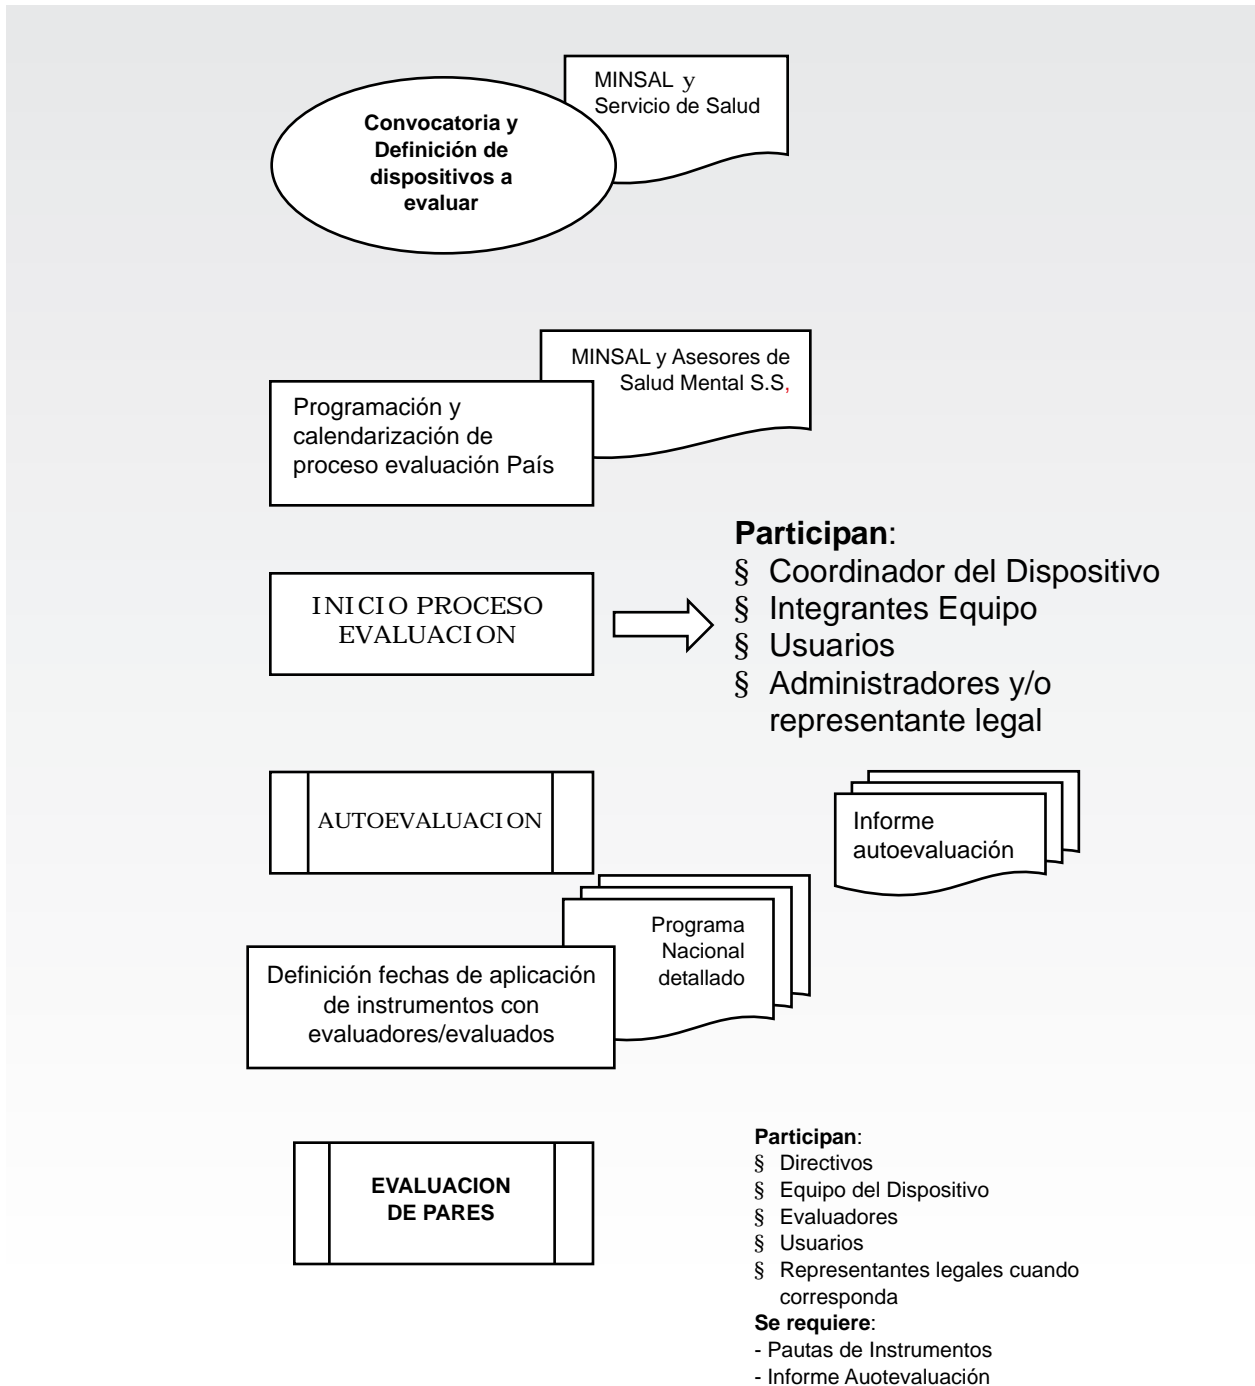 MINSAL y
Servicio de Salud
Convocatoria y
Definición de
dispositivos a
evaluar
MINSAL y Asesores de
Salud Mental S.S,
Programación y
calendarización de
proceso evaluación País
INICIO PROCESO
EVALUACION
Participan:
§ Coordinador del Dispositivo
§ Integrantes Equipo
§ Usuarios
§ Administradores y/o
representante legal
AUTOEVALUACION
Informe
autoevaluación
Programa
Nacional
detallado
Definición fechas de aplicación
de instrumentos con
evaluadores/evaluados
EVALUACION
DE PARES
Participan:
§ Directivos
§ Equipo del Dispositivo
§ Evaluadores
§ Usuarios
§ Representantes legales cuando
corresponda
Se requiere:
- Pautas de Instrumentos
- Informe Auotevaluación